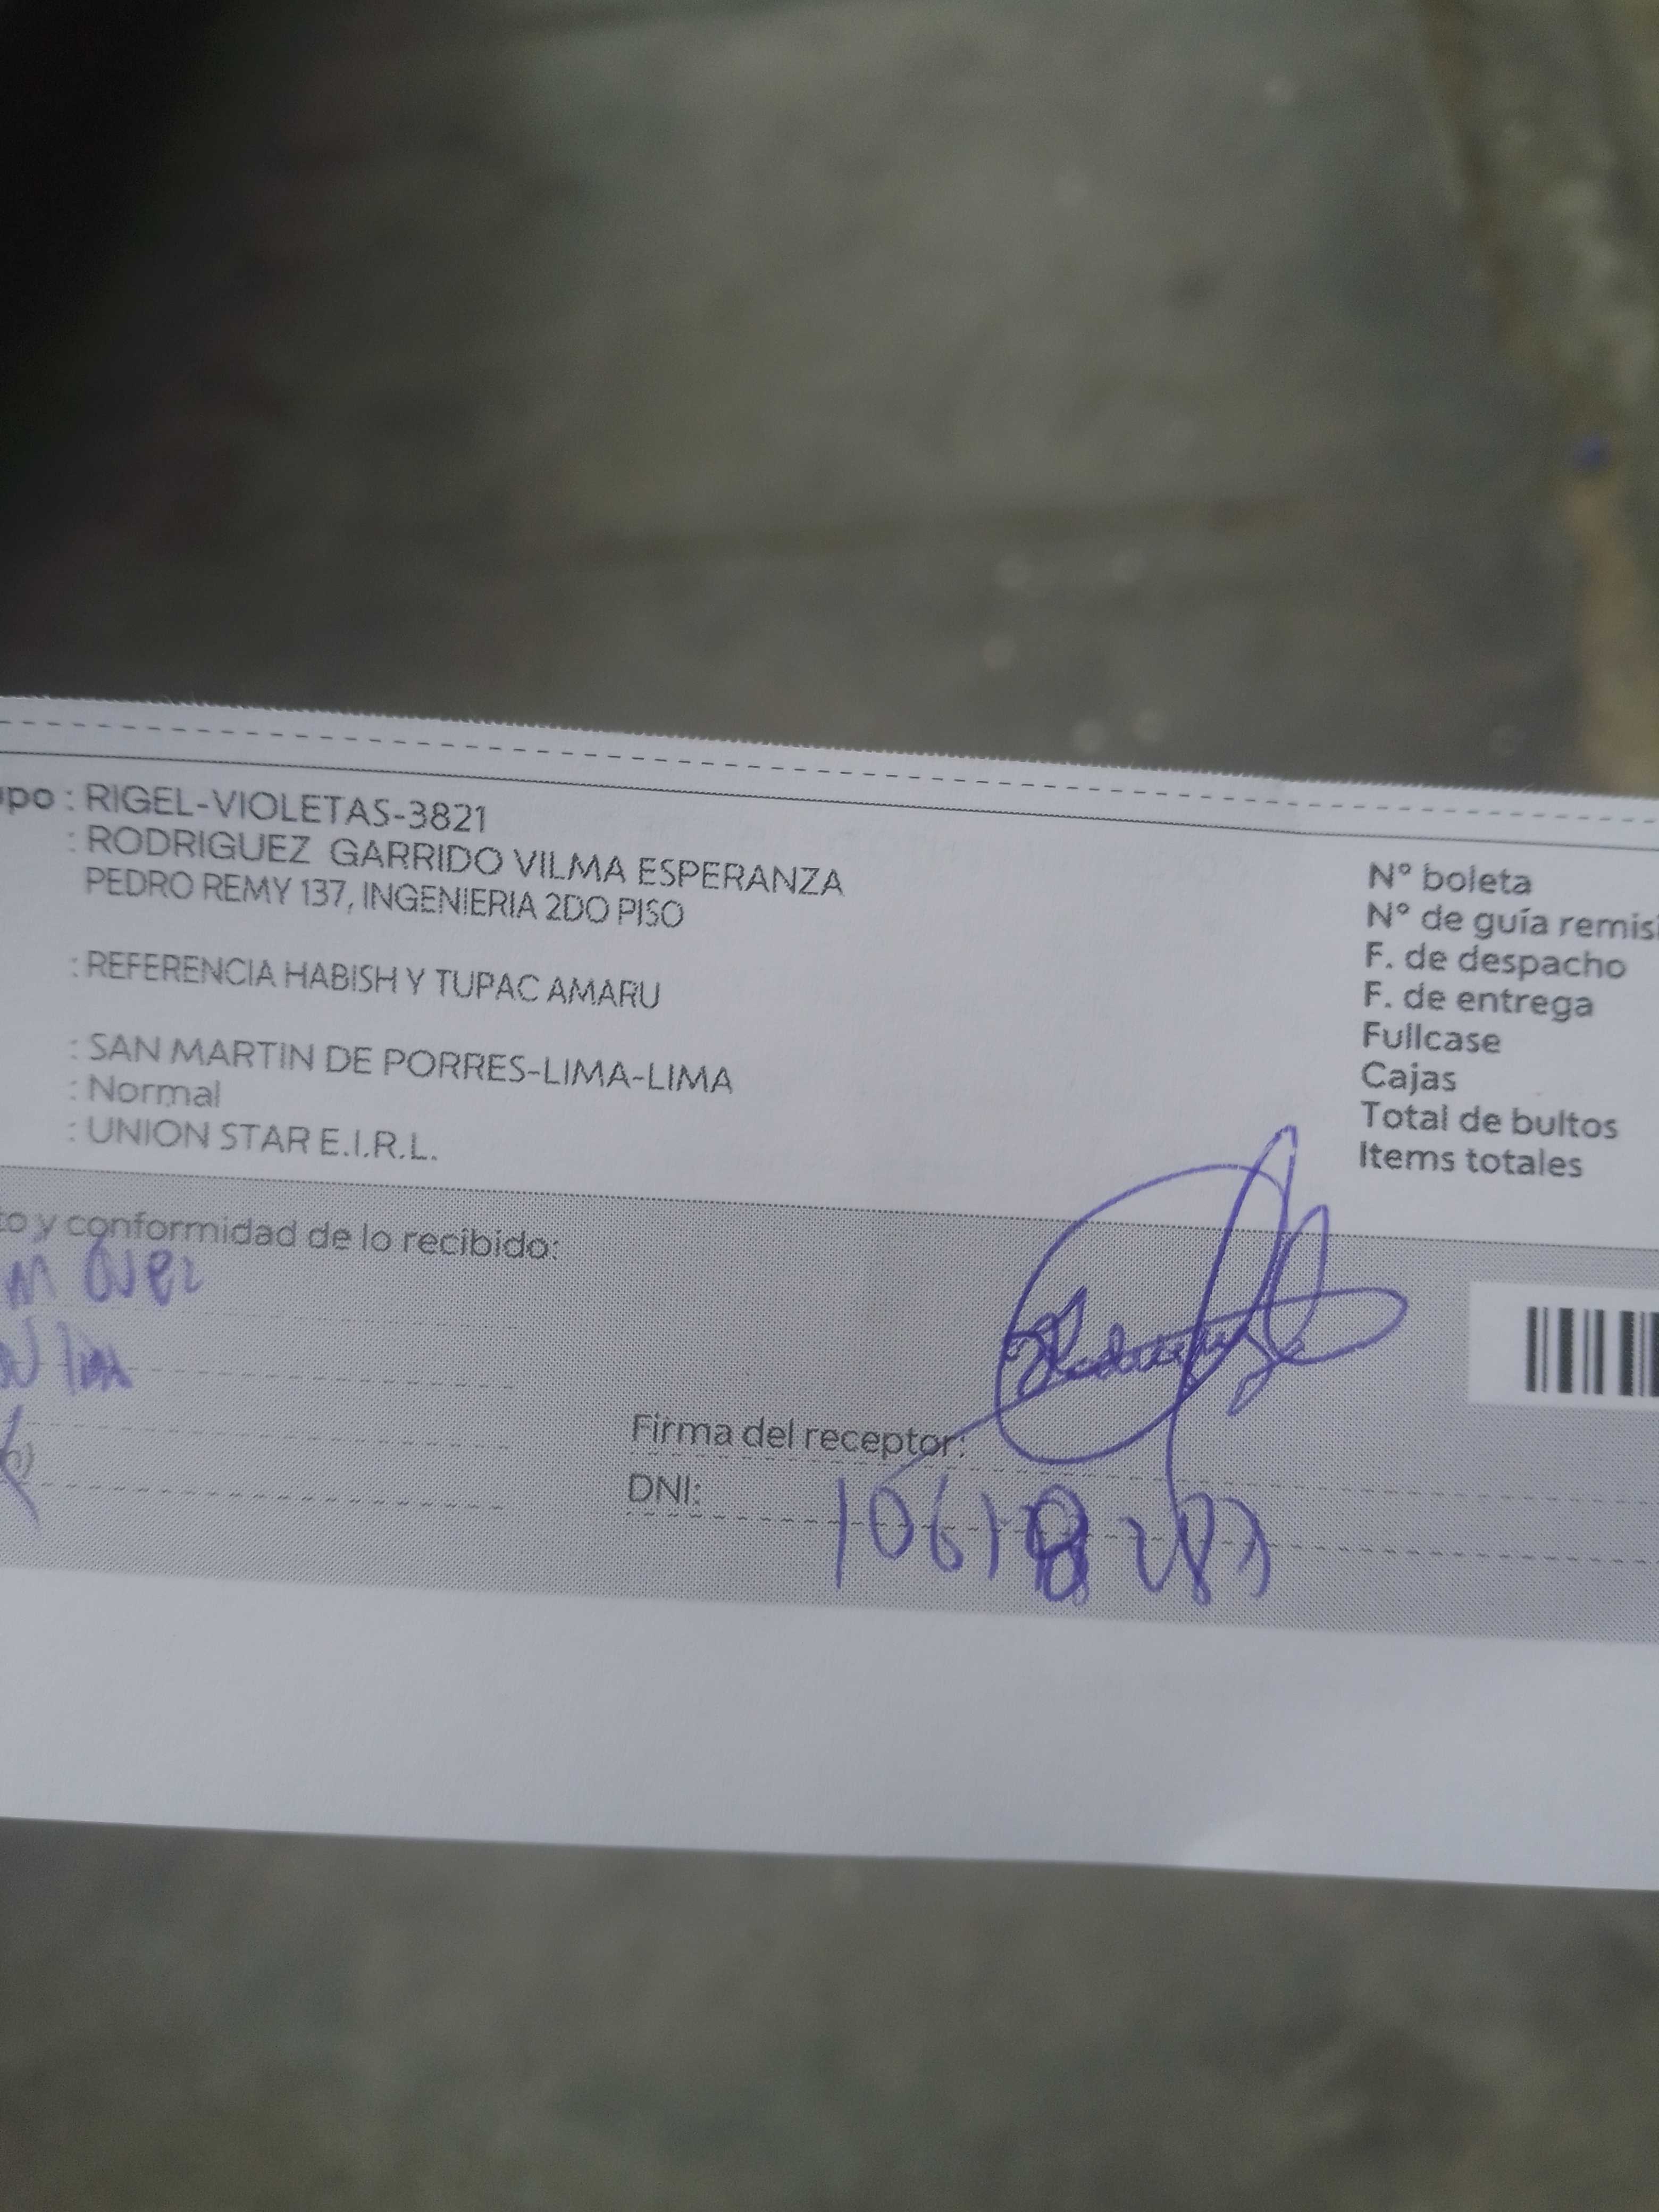 upo : RIGEL-VIOLETAS-3821
: RODRIGUEZ GARRIDO VILMA ESPERANZA
PEDRO REMY 137, INGENIERIA 2DO PISO
: REFERENCIA HABISH Y TUPAC AMARU
: SAN MARTIN DE PORRES-LIMA-LIMA
: Normal
: UNION STAR E.I.R.L.
N° boleta
N° de guía remisi
F. de despacho
F. de entrega
Fullcase
Cajas
Total de bultos
Items totales
to y conformidad de lo recibido:
Firma del receptor:
DNI: